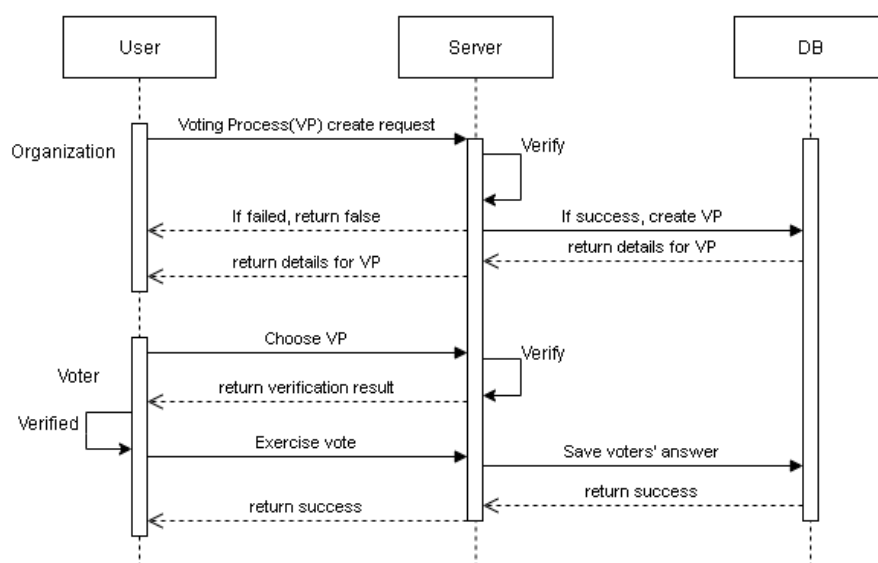 User
Server
DB
Voting Process(VP) create request
Organization
Verify
If failed, return false
If success, create VP
return details for VP
return details for VP
Choose VP
Verify
Voter
return verification result
Verified
Exercise vote
Save voters' answer
return success
return success